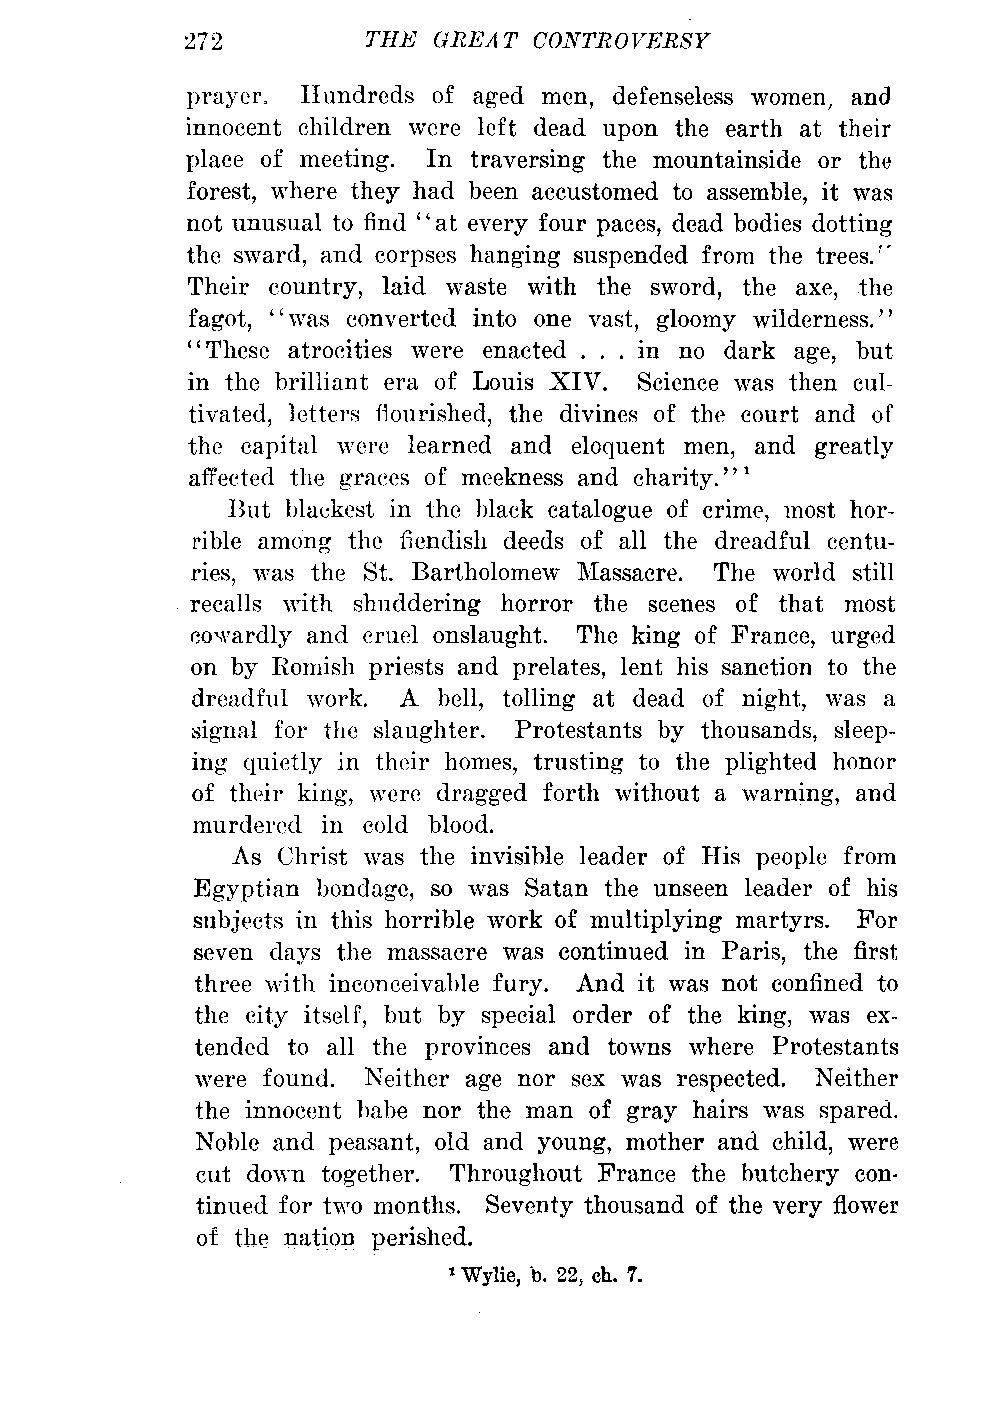 272 THE GREAT CONTROVERSY
prayer. Hundreds of aged men, defenseless women, and
innocent children were left dead upon the earth at their
place of meeting. In traversing the mountainside or the
forest, where they had been accustomed to assemble, it was
not unusual to find "at every four paces, dead bodies dotting
the sward, and corpses hanging suspended from the trees."
Their country, laid waste with the sword, the axe, the
fagot, "was converted into one vast, gloomy wilderness."
"These atrocities were enacted . . . in no dark age, but
in the brilliant era of Louis XIV. Science was then cul-
tivated, letters flourished, the divines of the court and of
the capital were learned and eloquent men, and greatly
affected the graces of meekness and charity."¹
But blackest in the black catalogue of crime, most hor-
rible among the fiendish deeds of all the dreadful centu-
ries, was the St. Bartholomew Massacre. The world still
recalls with shuddering horror the scenes of that most
cowardly and cruel onslaught. The king of France, urged
on by Romish priests and prelates, lent his sanction to the
dreadful work. A bell, tolling at dead of night, was a
signal for the slaughter. Protestants by thousands, sleep-
ing quietly in their homes, trusting to the plighted honor
of their king, were dragged forth without a warning, and
murdered in cold blood.
As Christ was the invisible leader of His people from
Egyptian bondage, so was Satan the unseen leader of his
subjects in this horrible work of multiplying martyrs. For
seven days the massacre was continued in Paris, the first
three with inconceivable fury. And it was not confined to
the city itself, but by special order of the king, was ex-
tended to all the provinces and towns where Protestants
were found. Neither age nor sex was respected. Neither
the innocent babe nor the man of gray hairs was spared.
Noble and peasant, old and young, mother and child, were
cut down together. Throughout France the butchery con-
tinued for two months. Seventy thousand of the very flower
of the nation perished.
¹ Wylie, b. 22, ch. 7.